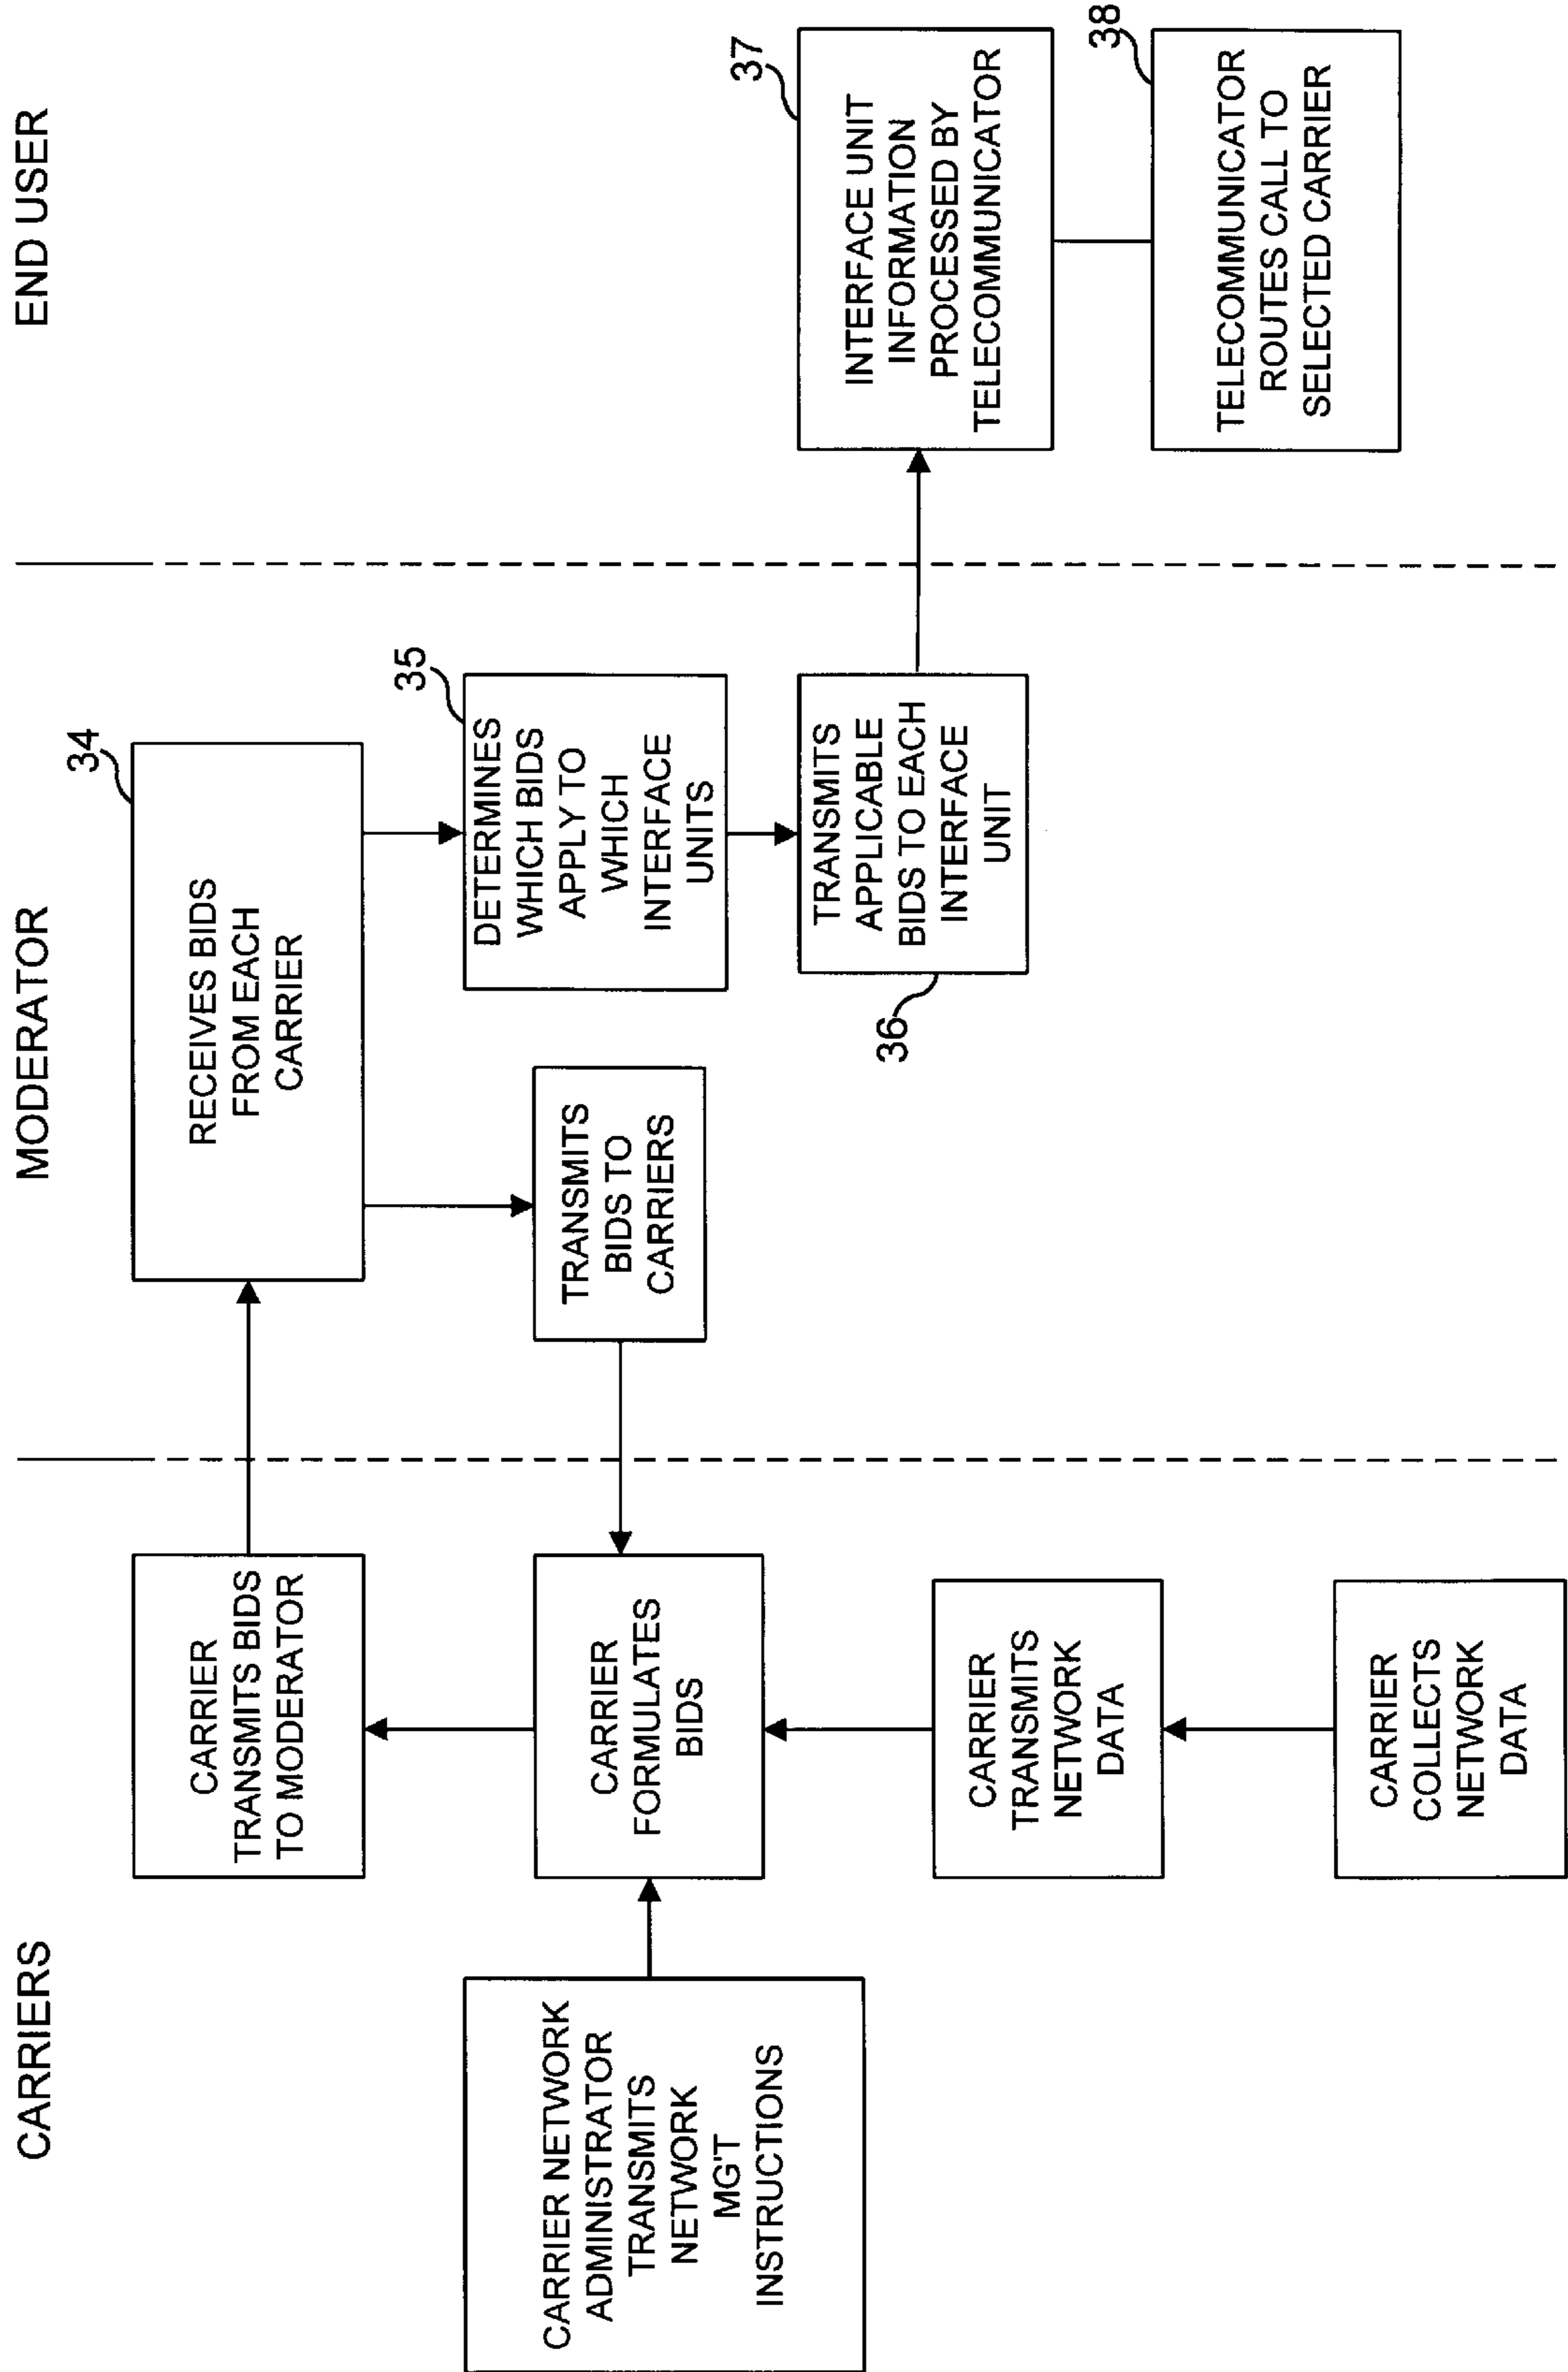 CARRIERS
MODERATOR
END USER
CARRIER
TRANSMITS BIDS
TO MODERATOR
CARRIER NETWORK
ADMINISTRATOR
TRANSMITS
NETWORK
MG'T
INSTRUCTIONS
CARRIER
FORMULATES
BIDS
CARRIER
TRANSMITS
NETWORK
DATA
CARRIER
COLLECTS
NETWORK
DATA
34
RECEIVES BIDS
FROM EACH
CARRIER
TRANSMITS
BIDS TO
CARRIERS
35
DETERMINES
WHICH BIDS
APPLY TO
WHICH
INTERFACE
UNITS
36
TRANSMITS
APPLICABLE
BIDS TO EACH
INTERFACE
UNIT
37
INTERFACE UNIT
INFORMATION
PROCESSED BY
TELECOMMUNICATOR
38
TELECOMMUNICATOR
ROUTES CALL TO
SELECTED CARRIER